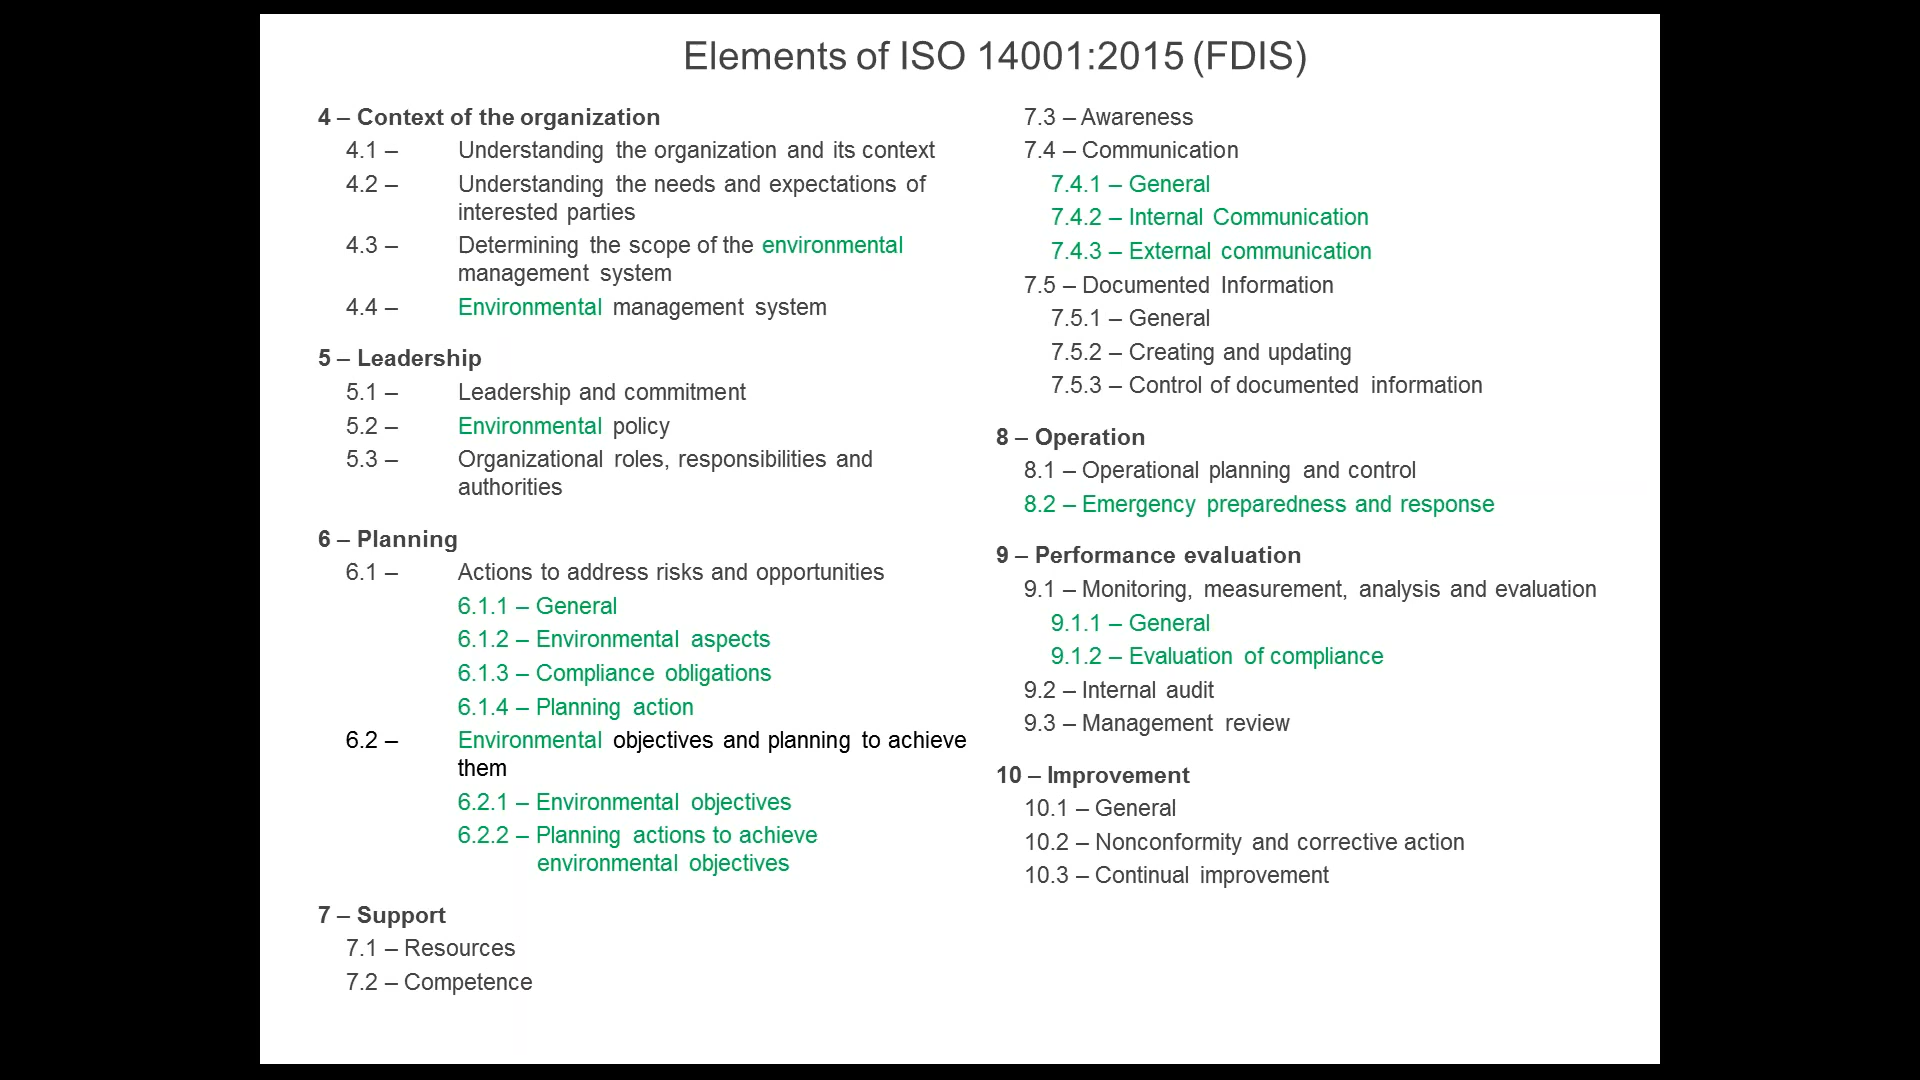 Elements of ISO 14001:2015 (FDIS)
4 – Context of the organization
4.1 – Understanding the organization and its context
4.2 – Understanding the needs and expectations of
interested parties
4.3 – Determining the scope of the environmental
management system
4.4 – Environmental management system
5 – Leadership
5.1 – Leadership and commitment
5.2 – Environmental policy
5.3 – Organizational roles, responsibilities and
authorities
6 – Planning
6.1 – Actions to address risks and opportunities
6.1.1 – General
6.1.2 – Environmental aspects
6.1.3 – Compliance obligations
6.1.4 – Planning action
6.2 – Environmental objectives and planning to achieve
them
6.2.1 – Environmental objectives
6.2.2 – Planning actions to achieve
environmental objectives
7 – Support
7.1 – Resources
7.2 – Competence
7.3 – Awareness
7.4 – Communication
7.4.1 – General
7.4.2 – Internal Communication
7.4.3 – External communication
7.5 – Documented Information
7.5.1 – General
7.5.2 – Creating and updating
7.5.3 – Control of documented information
8 – Operation
8.1 – Operational planning and control
8.2 – Emergency preparedness and response
9 – Performance evaluation
9.1 – Monitoring, measurement, analysis and evaluation
9.1.1 – General
9.1.2 – Evaluation of compliance
9.2 – Internal audit
9.3 – Management review
10 – Improvement
10.1 – General
10.2 – Nonconformity and corrective action
10.3 – Continual improvement